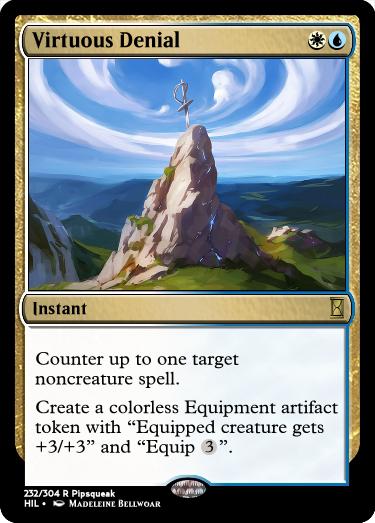 Virtuous Denial
Instant
Counter up to one target
noncreature spell.
Create a colorless Equipment artifact
token with “Equipped creature gets
+3/+3” and “Equip 3”.
232/304 R Pipsqueak
HIL • Madeleine Bellwoar